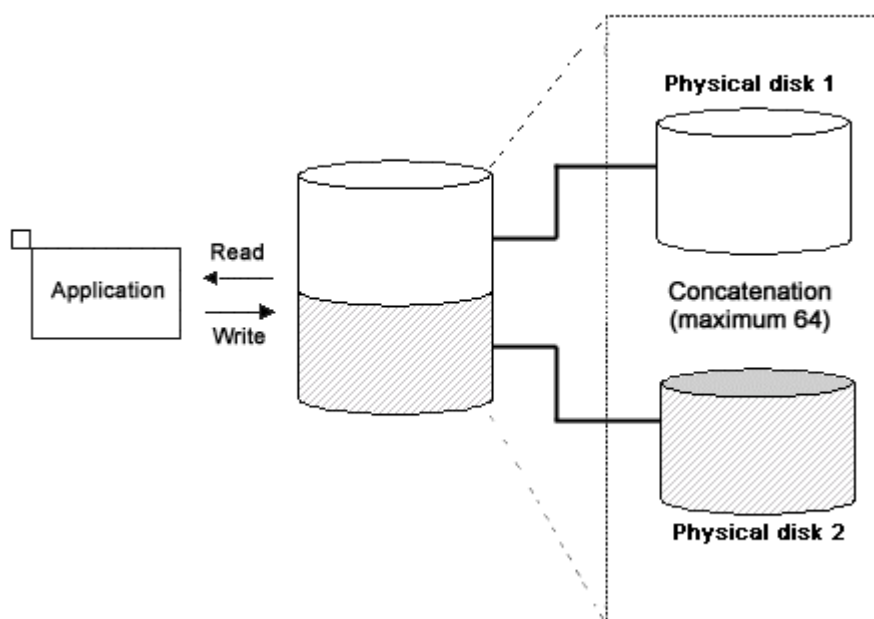 Physical disk 1
Read
Application
Write
Concatenation
(maximum 64)
Physical disk 2